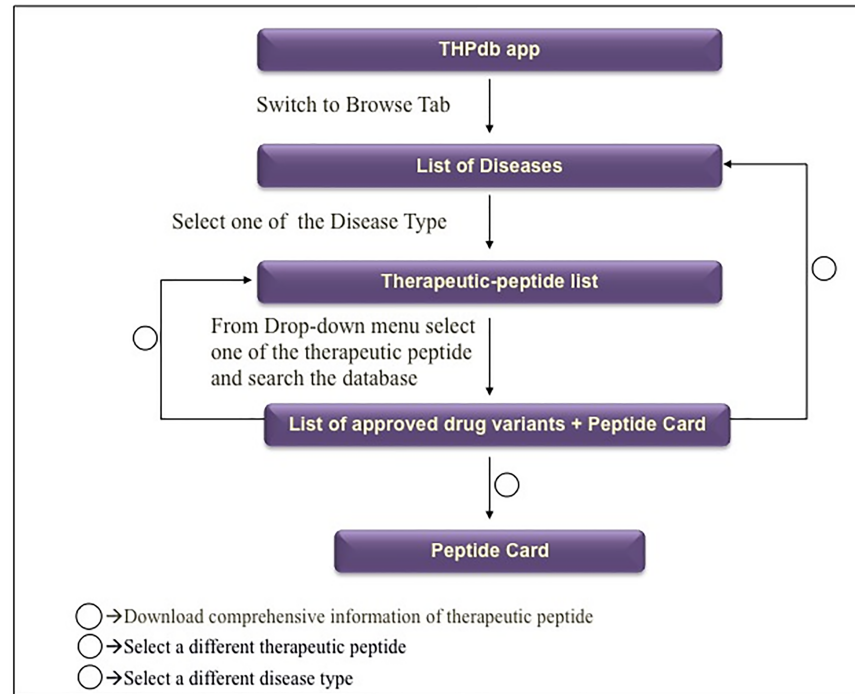 THPdb app
Switch to Browse Tab
List of Diseases
Select one of  the Disease Type
Therapeutic-peptide list
From Drop-down menu select
one of the therapeutic peptide
and search the database
List of approved drug variants + Peptide Card
Peptide Card
→Download comprehensive information of therapeutic peptide
→Select a different therapeutic peptide
→Select a different disease type